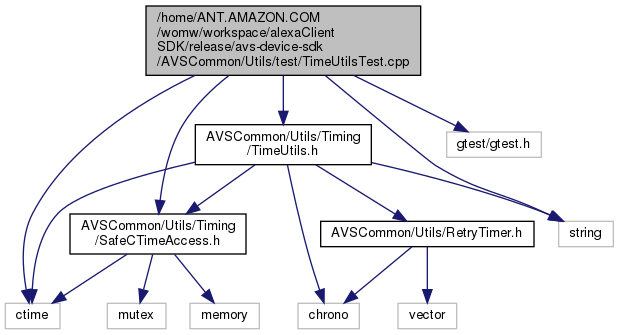 /home/ANT.AMAZON.COM
/womw/workspace/alexaClient
SDK/release/avs-device-sdk
/AVSCommon/Utils/test/TimeUtilsTest.cpp
AVSCommon/Utils/Timing
/TimeUtils.h
gtest/gtest.h
AVSCommon/Utils/Timing
/SafeCTimeAccess.h
AVSCommon/Utils/RetryTimer.h
string
ctime
mutex
memory
chrono
vector